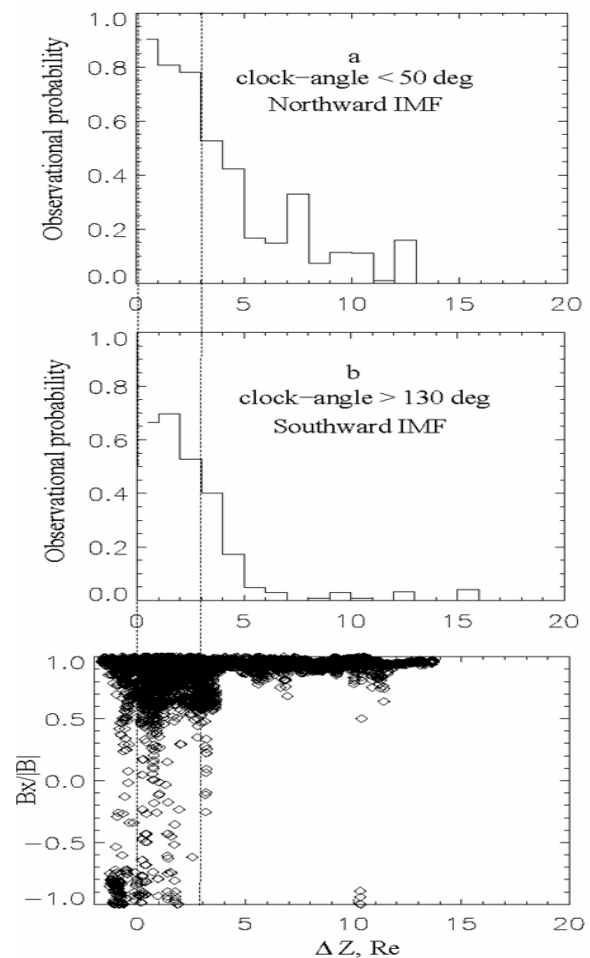 Observational probability
1.0
0.8
0.6
0.4
0.2
0.0
a
clock-angle < 50 deg
Northward IMF
0 5 10 15 20
Observational probability
1.0
0.8
0.6
0.4
0.2
0.0
b
clock-angle > 130 deg
Southward IMF
0 5 10 15 20
Bx/|B|
1.0
0.5
0.0
-0.5
-1.0
0 5 10 15 20
Δ Z, Re